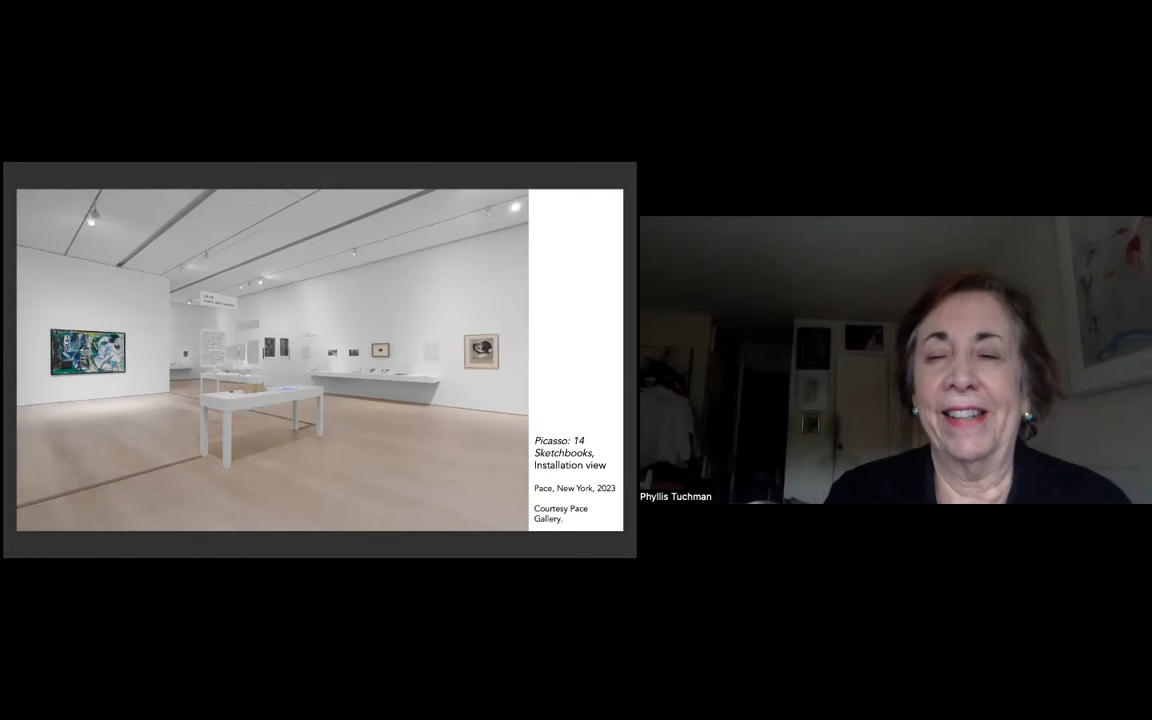 Picasso: 14
Sketchbooks,
Installation view
Pace, New York, 2023
Courtesy Pace
Gallery.
Phyllis Tuchman